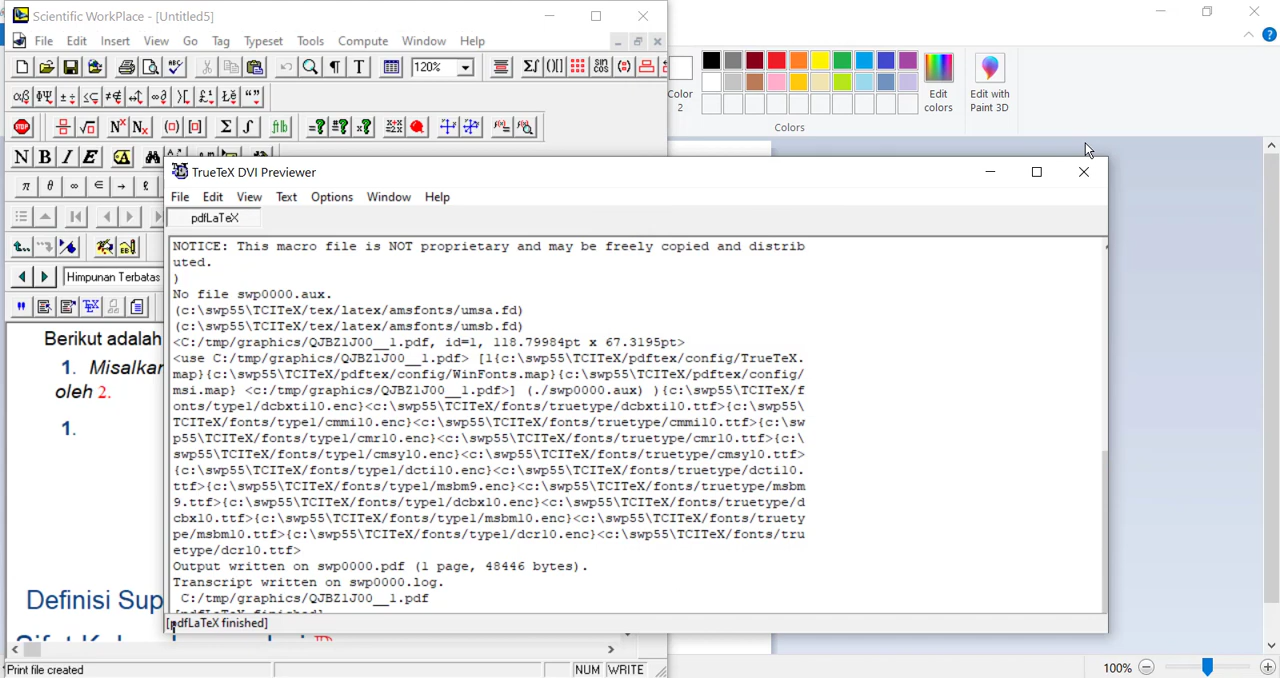 Scientific WorkPlace - [Untitled5]
File Edit Insert View Go Tag Typeset Tools Compute Window Help
120%
Color
2
Edit
colors
Edit with
Paint 3D
Colors
STOP
N B I E
TrueTeX DVI Previewer
File Edit View Text Options Window Help
pdfLaTeX
Himpunan Terbatas
Berikut adalah
1. Misalkan
oleh 2.
1.
Definisi Sup
NOTICE: This macro file is NOT proprietary and may be freely copied and distrib
uted.
)
No file swp0000.aux.
(c:\swp55\TCITeX/tex/latex/amsfonts/umsa.fd)
(c:\swp55\TCITeX/tex/latex/amsfonts/umsb.fd)
<C:/tmp/graphics/QJBZ1J00__1.pdf, id=1, 118.79984pt x 67.3195pt>
<use C:/tmp/graphics/QJBZ1J00__1.pdf> [1{c:\swp55\TCITeX/pdftex/config/TrueTeX.
map}{c:\swp55\TCITeX/pdftex/config/WinFonts.map}{c:\swp55\TCITeX/pdftex/config/
msi.map} <c:/tmp/graphics/QJBZ1J00__1.pdf>] (./swp0000.aux) ){c:\swp55\TCITeX/f
onts/type1/dcbxti10.enc}<c:\swp55\TCITeX/fonts/truetype/dcbxti10.ttf>{c:\swp55\
TCITeX/fonts/type1/cmmi10.enc}<c:\swp55\TCITeX/fonts/truetype/cmmi10.ttf>{c:\sw
p55\TCITeX/fonts/type1/cmr10.enc}<c:\swp55\TCITeX/fonts/truetype/cmr10.ttf>{c:\
swp55\TCITeX/fonts/type1/cmsy10.enc}<c:\swp55\TCITeX/fonts/truetype/cmsy10.ttf>
{c:\swp55\TCITeX/fonts/type1/dcti10.enc}<c:\swp55\TCITeX/fonts/truetype/dcti10.
ttf>{c:\swp55\TCITeX/fonts/type1/msbm9.enc}<c:\swp55\TCITeX/fonts/truetype/msbm
9.ttf>{c:\swp55\TCITeX/fonts/type1/dcbx10.enc}<c:\swp55\TCITeX/fonts/truetype/d
cbx10.ttf>{c:\swp55\TCITeX/fonts/type1/msbm10.enc}<c:\swp55\TCITeX/fonts/truety
pe/msbm10.ttf>{c:\swp55\TCITeX/fonts/type1/dcr10.enc}<c:\swp55\TCITeX/fonts/tru
etype/dcr10.ttf>
Output written on swp0000.pdf (1 page, 48446 bytes).
Transcript written on swp0000.log.
C:/tmp/graphics/QJBZ1J00__1.pdf
[pdfLaTeX finished]
[pdfLaTeX finished]
Print file created NUM WRITE
100%